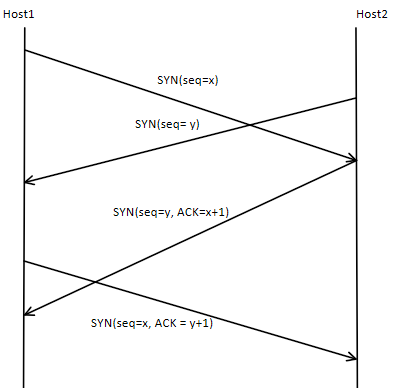 Host1
Host2
SYN(seq=x)
SYN(seq= y)
SYN(seq=y, ACK=x+1)
SYN(seq=x, ACK = y+1)